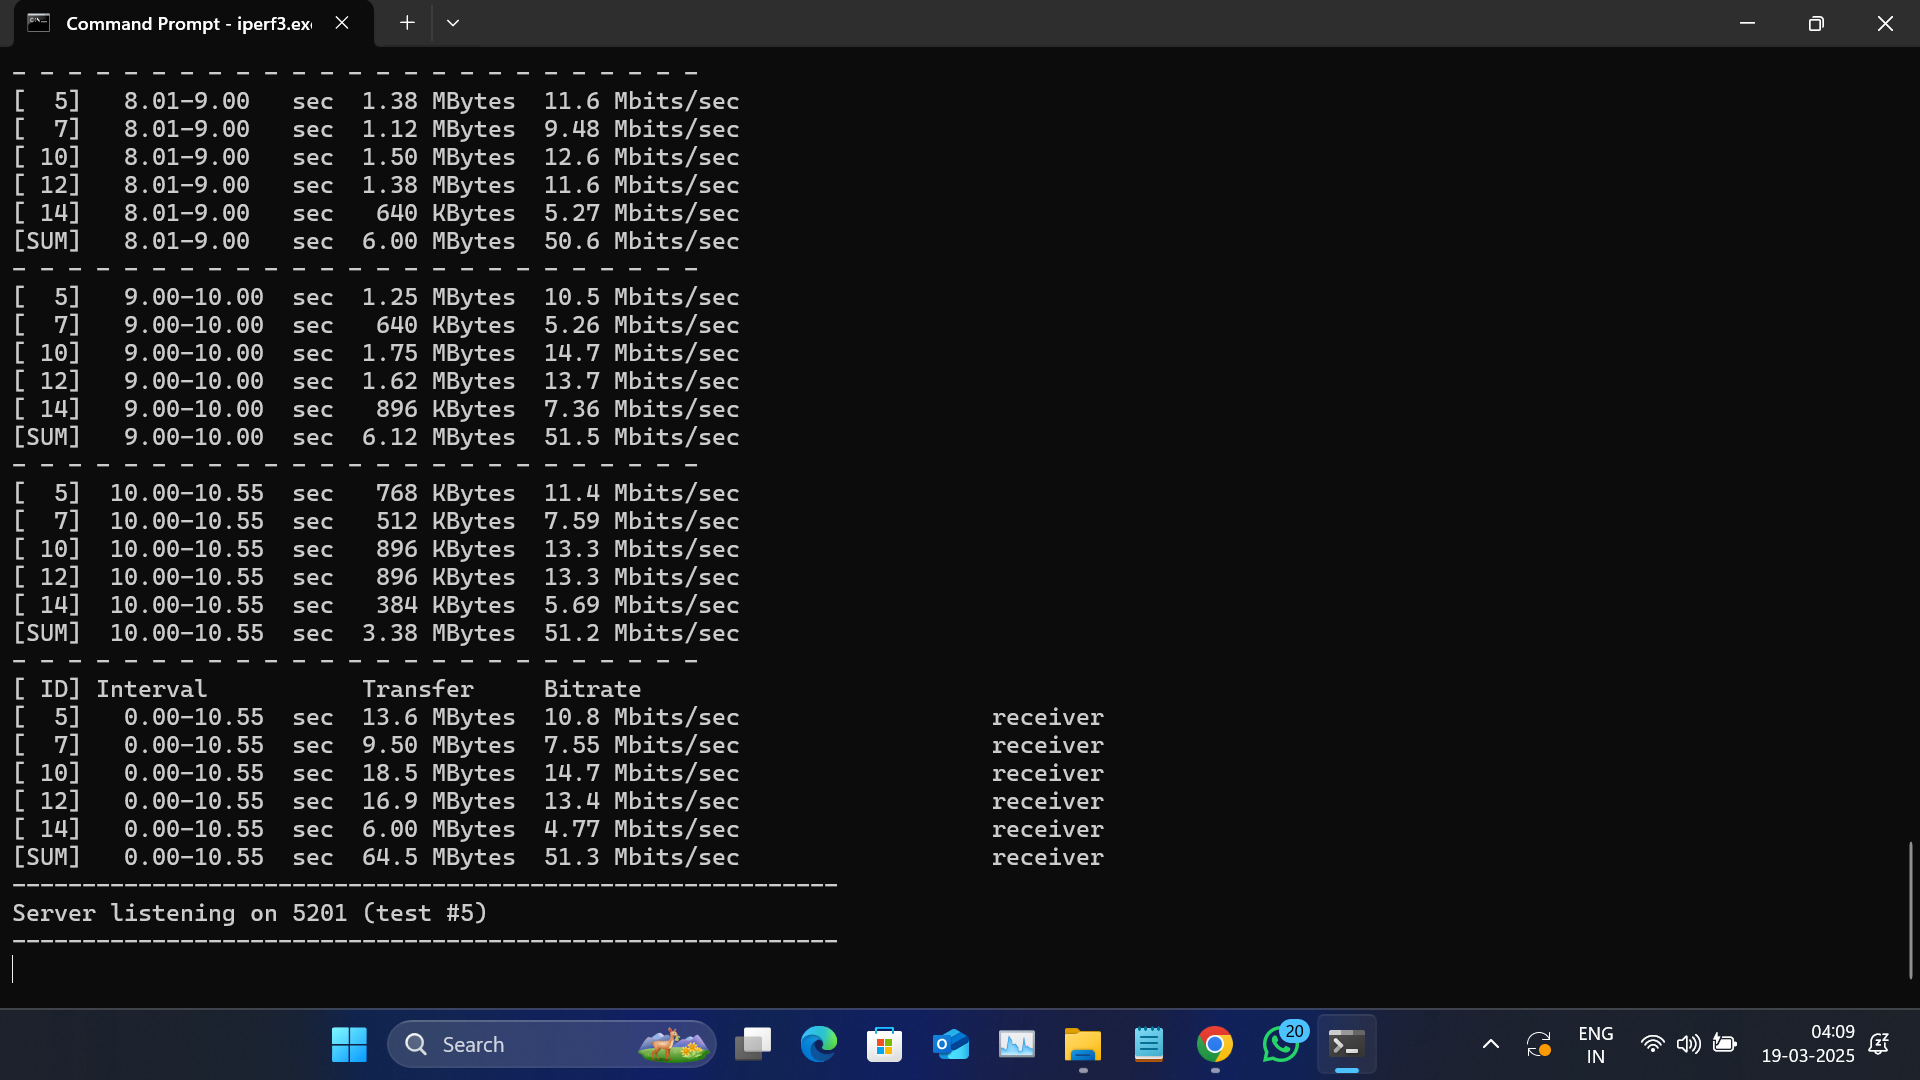 Command Prompt - iperf3.ex
- - - - - - - - - - - - - - - - - - - - - - - - -
[  5]   8.01-9.00   sec  1.38 MBytes  11.6 Mbits/sec
[  7]   8.01-9.00   sec  1.12 MBytes  9.48 Mbits/sec
[ 10]   8.01-9.00   sec  1.50 MBytes  12.6 Mbits/sec
[ 12]   8.01-9.00   sec  1.38 MBytes  11.6 Mbits/sec
[ 14]   8.01-9.00   sec   640 KBytes  5.27 Mbits/sec
[SUM]   8.01-9.00   sec  6.00 MBytes  50.6 Mbits/sec
- - - - - - - - - - - - - - - - - - - - - - - - -
[  5]   9.00-10.00  sec  1.25 MBytes  10.5 Mbits/sec
[  7]   9.00-10.00  sec   640 KBytes  5.26 Mbits/sec
[ 10]   9.00-10.00  sec  1.75 MBytes  14.7 Mbits/sec
[ 12]   9.00-10.00  sec  1.62 MBytes  13.7 Mbits/sec
[ 14]   9.00-10.00  sec   896 KBytes  7.36 Mbits/sec
[SUM]   9.00-10.00  sec  6.12 MBytes  51.5 Mbits/sec
- - - - - - - - - - - - - - - - - - - - - - - - -
[  5]  10.00-10.55  sec   768 KBytes  11.4 Mbits/sec
[  7]  10.00-10.55  sec   512 KBytes  7.59 Mbits/sec
[ 10]  10.00-10.55  sec   896 KBytes  13.3 Mbits/sec
[ 12]  10.00-10.55  sec   896 KBytes  13.3 Mbits/sec
[ 14]  10.00-10.55  sec   384 KBytes  5.69 Mbits/sec
[SUM]  10.00-10.55  sec  3.38 MBytes  51.2 Mbits/sec
- - - - - - - - - - - - - - - - - - - - - - - - -
[ ID] Interval           Transfer     Bitrate
[  5]   0.00-10.55  sec  13.6 MBytes  10.8 Mbits/sec                  receiver
[  7]   0.00-10.55  sec  9.50 MBytes  7.55 Mbits/sec                  receiver
[ 10]   0.00-10.55  sec  18.5 MBytes  14.7 Mbits/sec                  receiver
[ 12]   0.00-10.55  sec  16.9 MBytes  13.4 Mbits/sec                  receiver
[ 14]   0.00-10.55  sec  6.00 MBytes  4.77 Mbits/sec                  receiver
[SUM]   0.00-10.55  sec  64.5 MBytes  51.3 Mbits/sec                  receiver
-----------------------------------------------------------
Server listening on 5201 (test #5)
-----------------------------------------------------------
Search
20
ENG
IN
04:09
19-03-2025